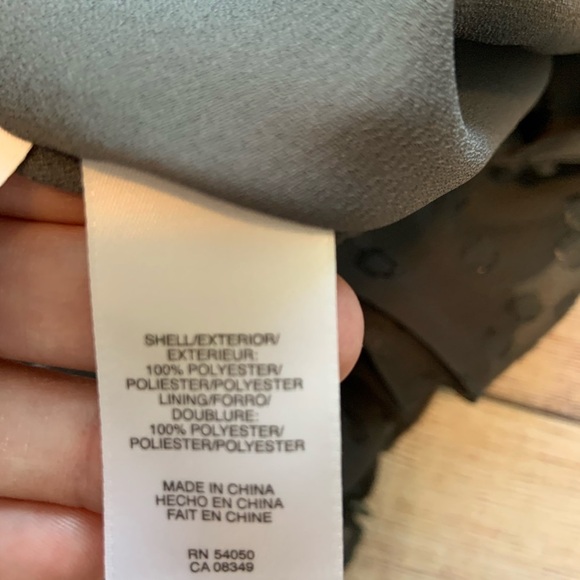 SHELL/EXTERIOR/
EXTERIEUR:
100% POLYESTER/
POLIESTER/POLYESTER
LINING/FORRO/
DOUBLURE:
100% POLYESTER/
POLIESTER/POLYESTER
MADE IN CHINA
HECHO EN CHINA
FAIT EN CHINE
RN 54050
CA 08349